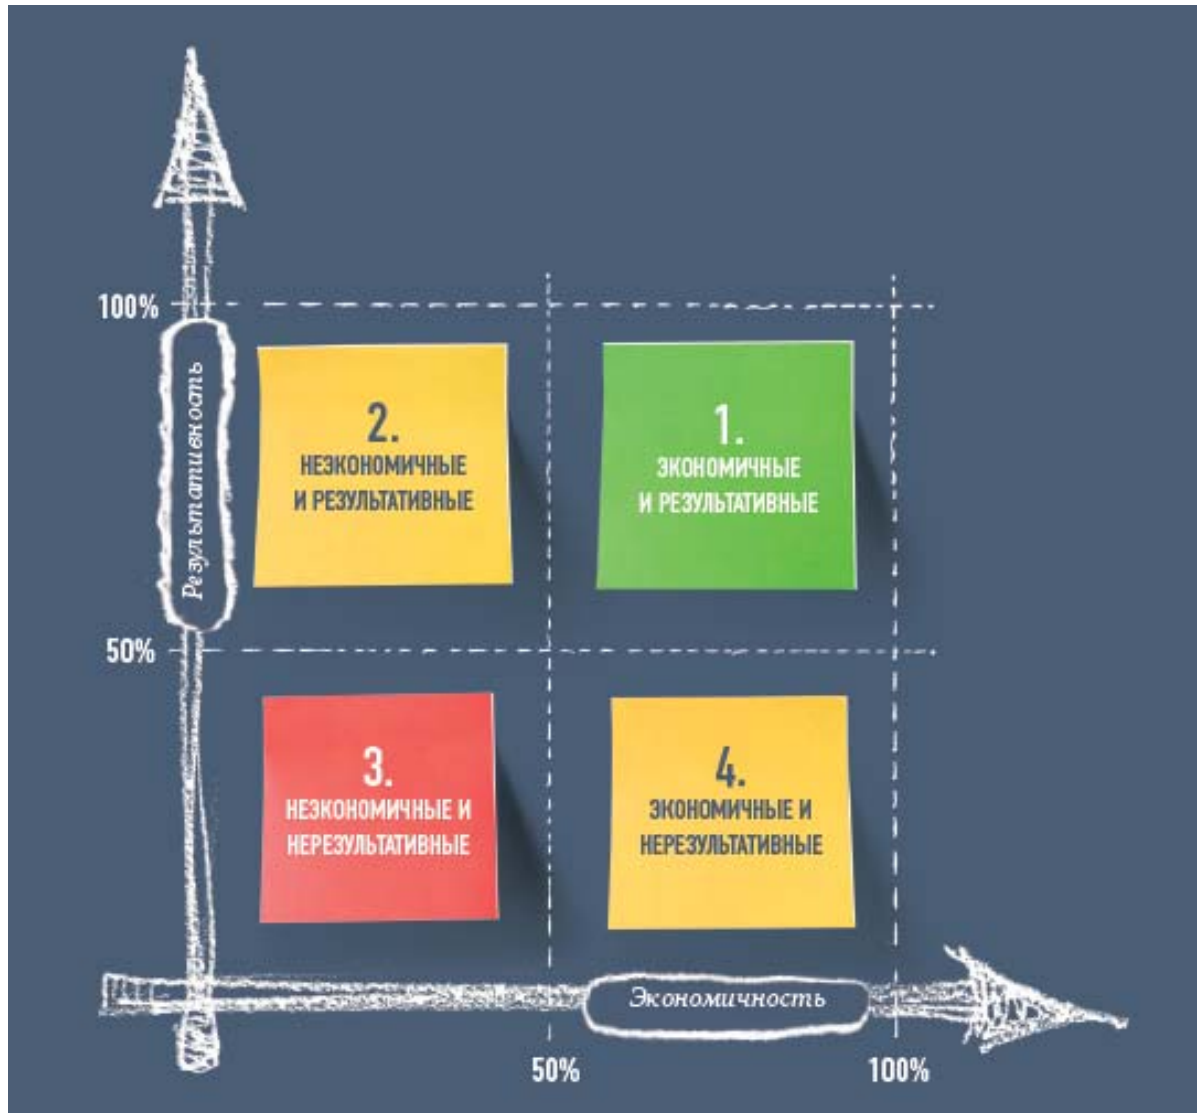 100%
Результативность
2.
НЕЭКОНОМИЧНЫЕ
И РЕЗУЛЬТАТИВНЫЕ
1.
ЭКОНОМИЧНЫЕ
И РЕЗУЛЬТАТИВНЫЕ
50%
3.
НЕЭКОНОМИЧНЫЕ И
НЕРЕЗУЛЬТАТИВНЫЕ
4.
ЭКОНОМИЧНЫЕ И
НЕРЕЗУЛЬТАТИВНЫЕ
Экономичность
50%
100%